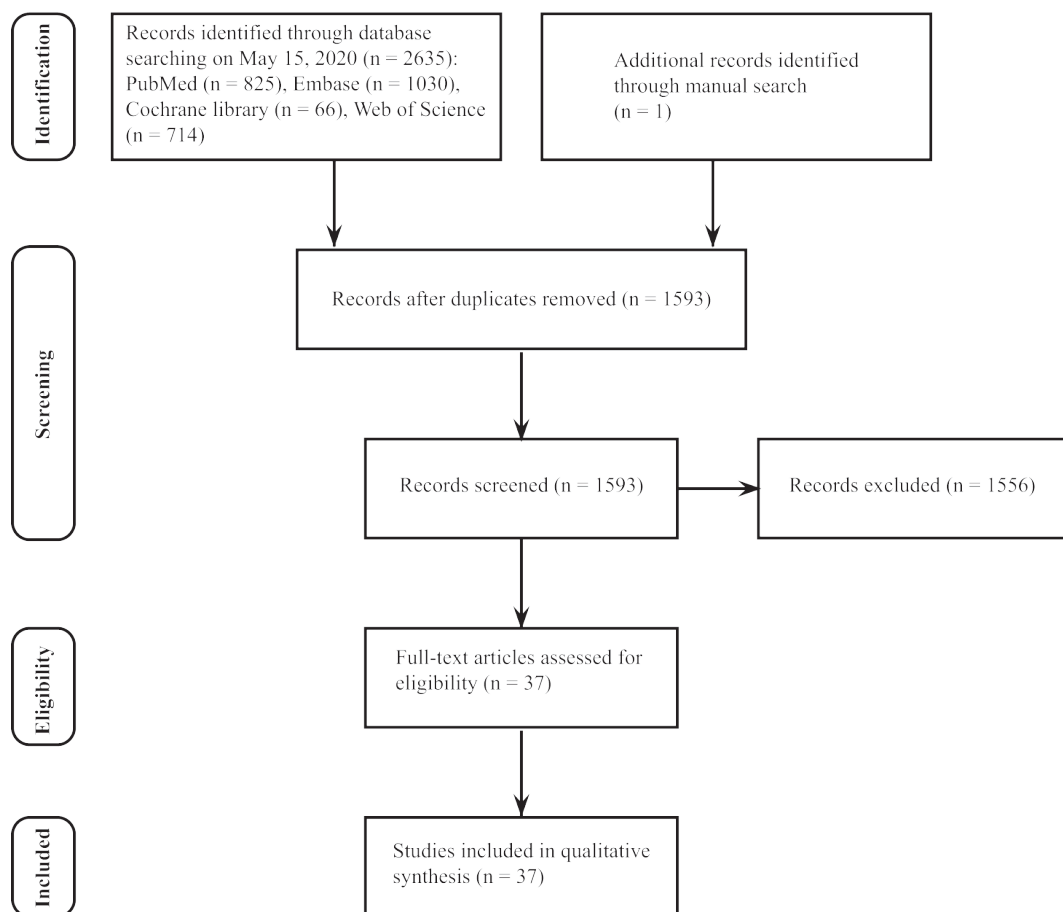 Identification
Records identified through database
searching on May 15, 2020 (n = 2635):
PubMed (n = 825), Embase (n = 1030),
Cochrane library (n = 66), Web of Science
(n = 714)
Additional records identified
through manual search
(n = 1)
Screening
Records after duplicates removed (n = 1593)
Records screened (n = 1593)
Records excluded (n = 1556)
Eligibility
Full-text articles assessed for
eligibility (n = 37)
Included
Studies included in qualitative
synthesis (n = 37)